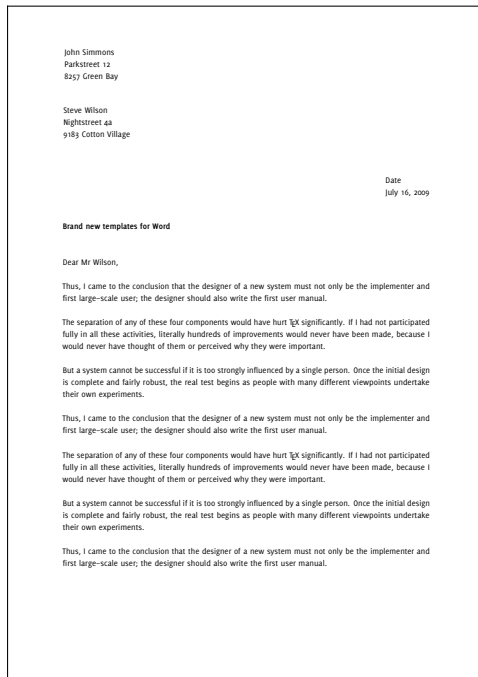 John Simmons
Parkstreet 12
8257 Green Bay
Steve Wilson
Nightstreet 4a
9183 Cotton Village
Date
July 16, 2009
Brand new templates for Word
Dear Mr Wilson,
Thus, I came to the conclusion that the designer of a new system must not only be the implementer and
first large-scale user; the designer should also write the first user manual.
The separation of any of these four components would have hurt TEX significantly. If I had not participated
fully in all these activities, literally hundreds of improvements would never have been made, because I
would never have thought of them or perceived why they were important.
But a system cannot be successful if it is too strongly influenced by a single person. Once the initial design
is complete and fairly robust, the real test begins as people with many different viewpoints undertake
their own experiments.
Thus, I came to the conclusion that the designer of a new system must not only be the implementer and
first large-scale user; the designer should also write the first user manual.
The separation of any of these four components would have hurt TEX significantly. If I had not participated
fully in all these activities, literally hundreds of improvements would never have been made, because I
would never have thought of them or perceived why they were important.
But a system cannot be successful if it is too strongly influenced by a single person. Once the initial design
is complete and fairly robust, the real test begins as people with many different viewpoints undertake
their own experiments.
Thus, I came to the conclusion that the designer of a new system must not only be the implementer and
first large-scale user; the designer should also write the first user manual.